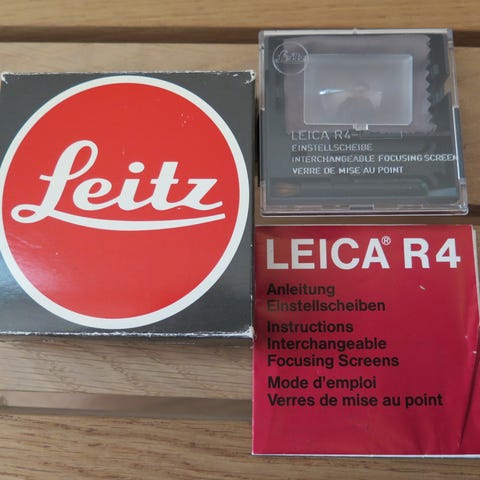 Leitz
Leitz
LEICA R4
EINSTELLSCHEIBE
INTERCHANGEABLE FOCUSING SCREEN
VERRE DE MISE AU POINT
LEICA® R4
Anleitung
Einstellscheiben
Instructions
Interchangeable
Focusing Screens
Mode d'emploi
Verres de mise au point